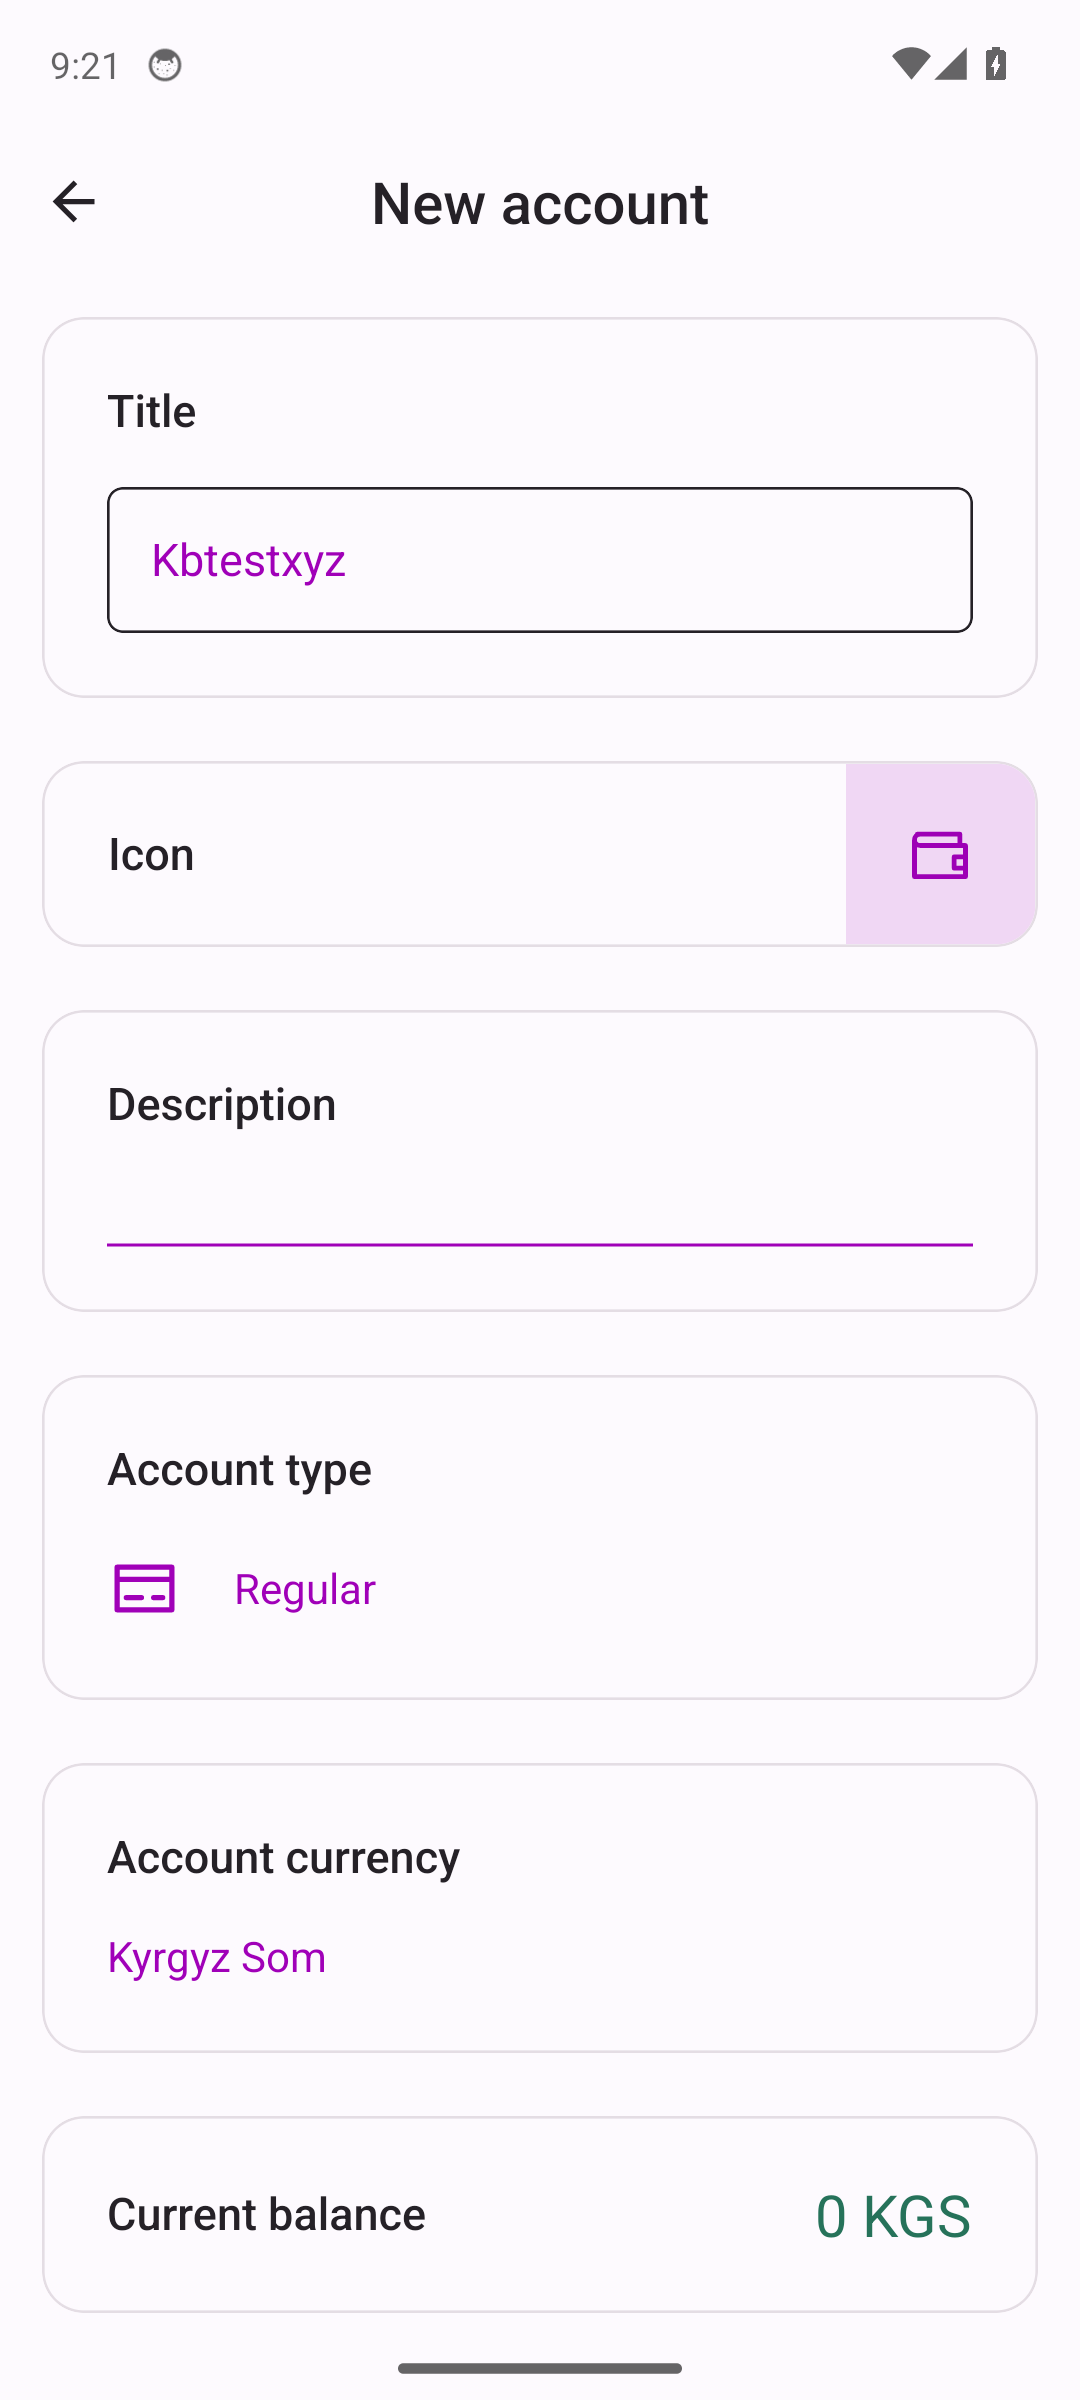 9:21
New account
Title
Kbtestxyz
Icon
Description
Account type
Regular
Account currency
Kyrgyz Som
Current balance
0 KGS